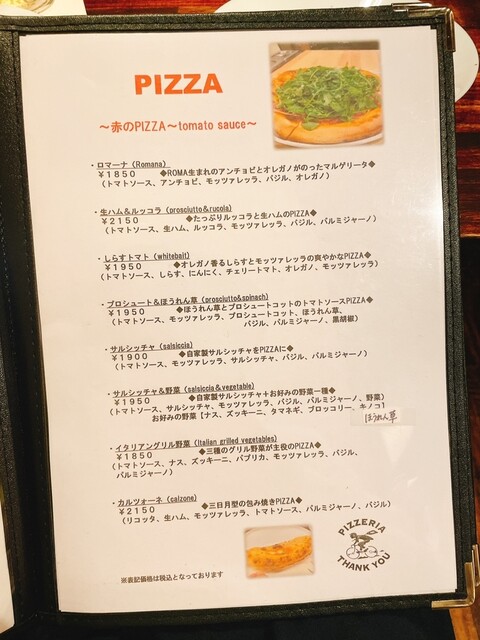 PIZZA
～赤のPIZZA～tomato sauce～
・ロマーナ（Romana）
￥1850 ◆ROMA生まれのアンチョビとオレガノがのったマルゲリータ◆
（トマトソース、アンチョビ、モッツァレッラ、バジル、オレガノ）
・生ハム＆ルッコラ（prosciutto＆rucola）
￥2150 ◆たっぷりルッコラと生ハムのPIZZA◆
（トマトソース、生ハム、ルッコラ、モッツァレッラ、バジル、パルミジャーノ）
・しらすトマト（whitebait）
￥1950 ◆オレガノ香るしらすとモッツァレッラの爽やかなPIZZA◆
（トマトソース、しらす、にんにく、チェリートマト、オレガノ、モッツァレッラ）
・プロシュート＆ほうれん草（prosciutto&spinach）
￥1950 ◆ほうれん草とプロシュートコットのトマトソースPIZZA◆
（トマトソース、モッツァレッラ、プロシュートコット、ほうれん草、
バジル、パルミジャーノ、黒胡椒）
・サルシッチャ（salsiccia）
￥1900 ◆自家製サルシッチャをPIZZAに◆
（トマトソース、モッツァレッラ、サルシッチャ、バジル、パルミジャーノ）
・サルシッチャ＆野菜（salsiccia＆vegetable）
￥1950 ◆自家製サルシッチャ＋お好みの野菜一種◆
（トマトソース、サルシッチャ、モッツァレッラ、バジル、パルミジャーノ、野菜）
お好みの野菜【ナス、ズッキーニ、タマネギ、ブロッコリー、キノコ】
ほうれん草
・イタリアングリル野菜（Italian grilled vegetables）
￥1850 ◆三種のグリル野菜が主役のPIZZA◆
（トマトソース、ナス、ズッキーニ、パプリカ、モッツァレッラ、バジル、
パルミジャーノ）
・カルツォーネ（calzone）
￥2150 ◆三日月型の包み焼きPIZZA◆
（リコッタ、生ハム、モッツァレッラ、トマトソース、パルミジャーノ、バジル）
PIZZERIA
THANK YOU
※表記価格は税込となっております